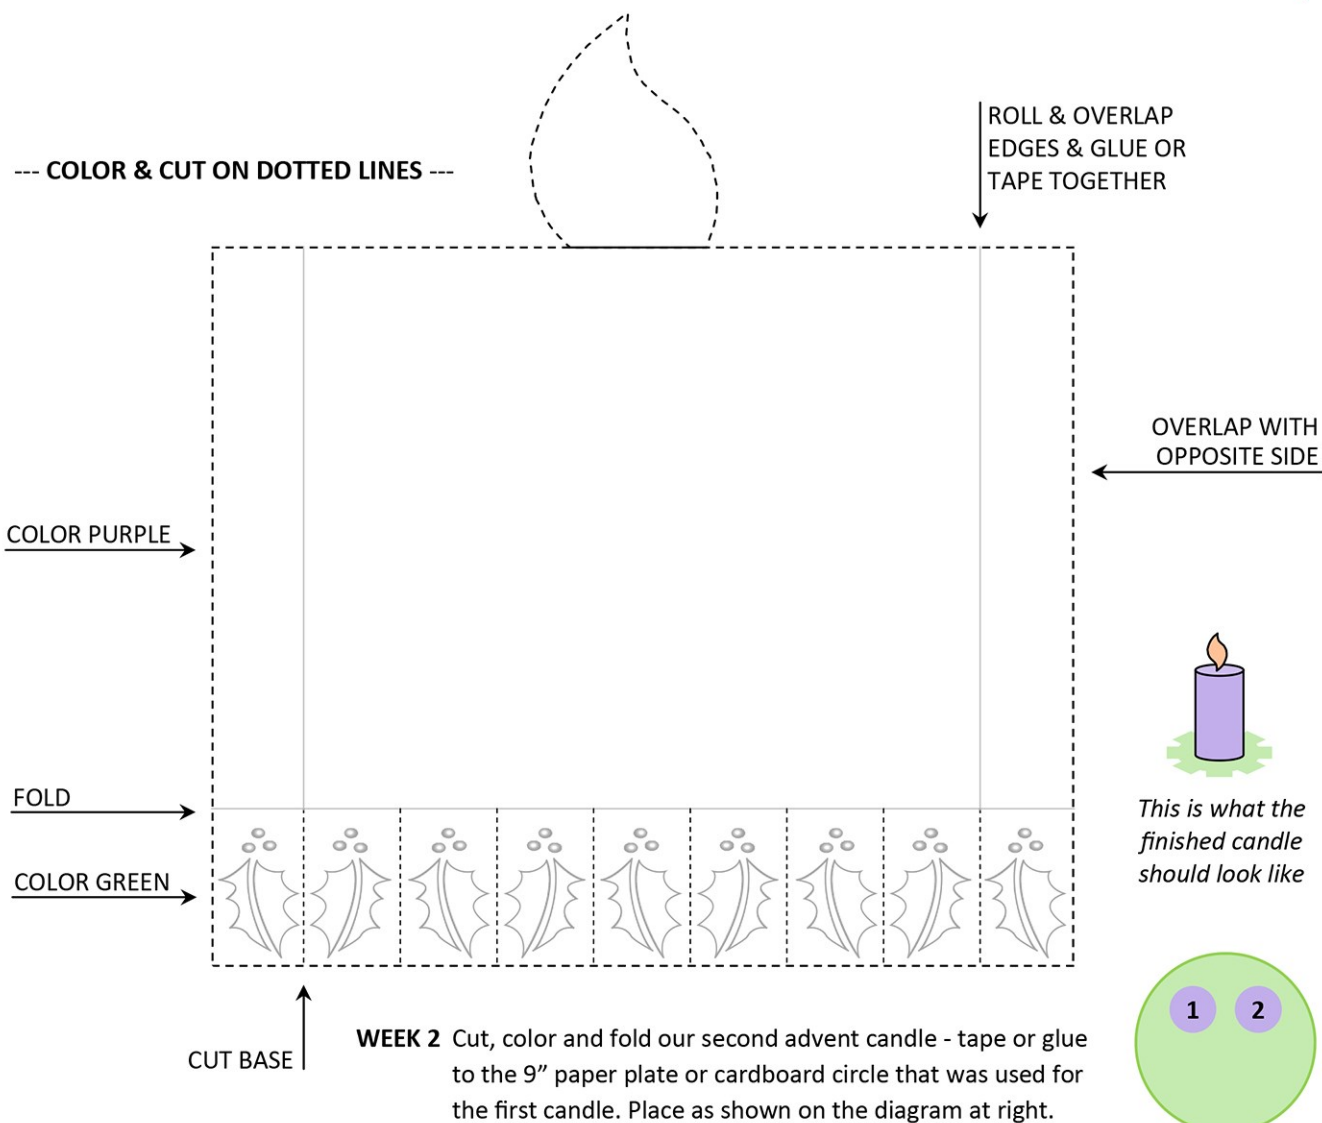 --- COLOR & CUT ON DOTTED LINES ---
ROLL & OVERLAP
EDGES & GLUE OR
TAPE TOGETHER
OVERLAP WITH
OPPOSITE SIDE
COLOR PURPLE
FOLD
COLOR GREEN
This is what the
finished candle
should look like
1 2
CUT BASE
WEEK 2 Cut, color and fold our second advent candle - tape or glue
to the 9” paper plate or cardboard circle that was used for
the first candle. Place as shown on the diagram at right.